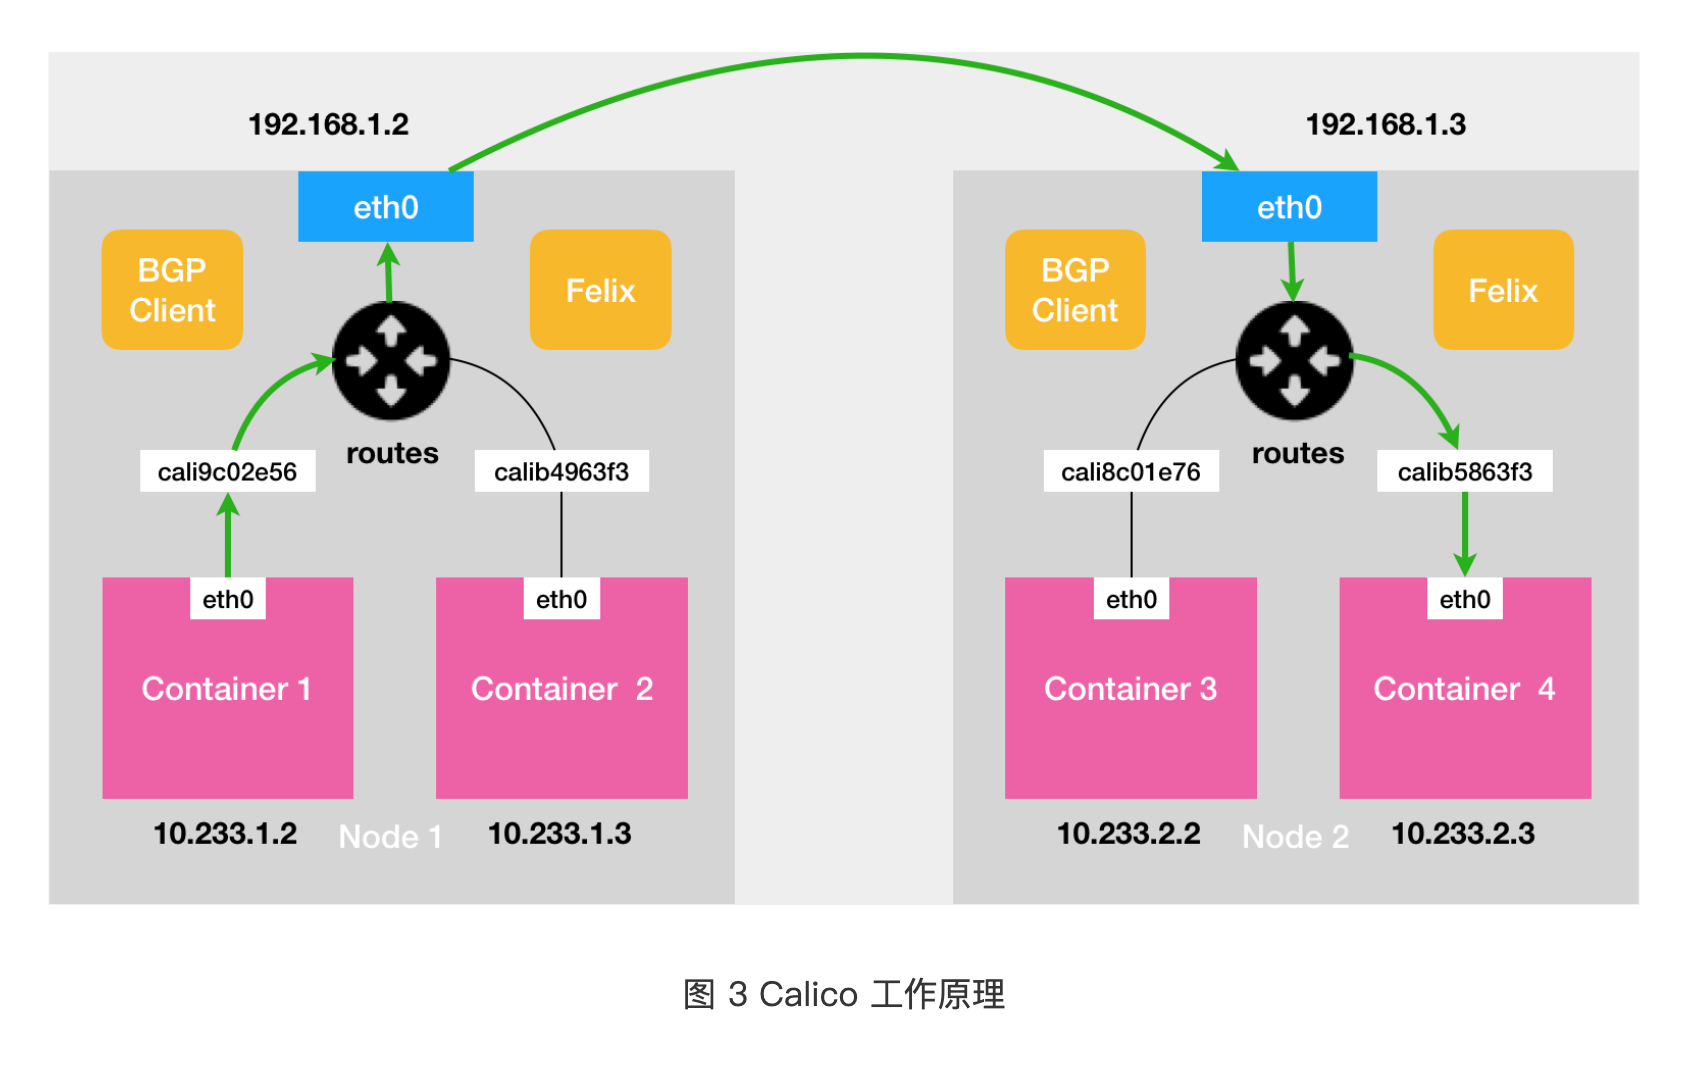 192.168.1.2
192.168.1.3
eth0
BGP
Client
Felix
routes
cali9c02e56
calib4963f3
eth0
eth0
Container 1
Container 2
10.233.1.2
Node 1
10.233.1.3
eth0
BGP
Client
Felix
routes
cali8c01e76
calib5863f3
eth0
eth0
Container 3
Container 4
10.233.2.2
Node 2
10.233.2.3
图 3 Calico 工作原理